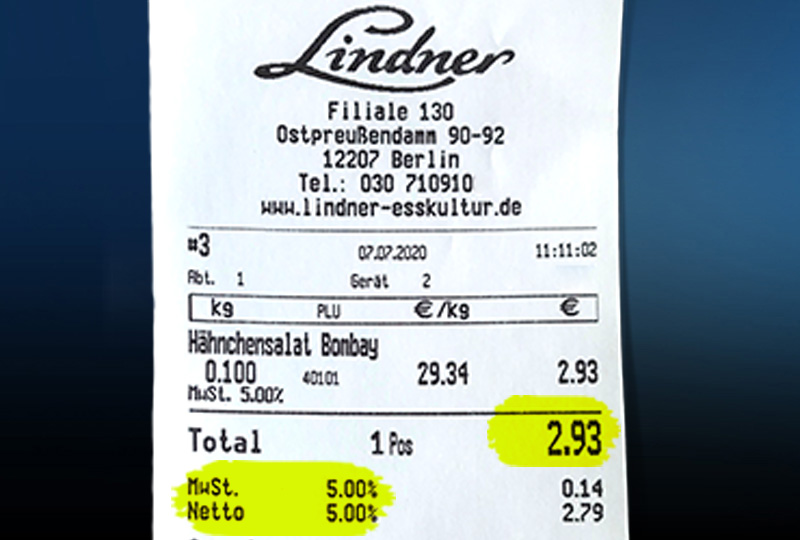 Lindner
Filiale 130
Ostpreußendamm 90-92
12207 Berlin
Tel.: 030 710910
www.lindner-esskultur.de
#3 07.07.2020 11:11:02
Abt. 1 Gerät 2
kg PLU €/kg €
Hähnchensalat Bombay
0.100 40101 29.34 2.93
MwSt. 5.00%
Total 1 Pos 2.93
MwSt. 5.00% 0.14
Netto 5.00% 2.79